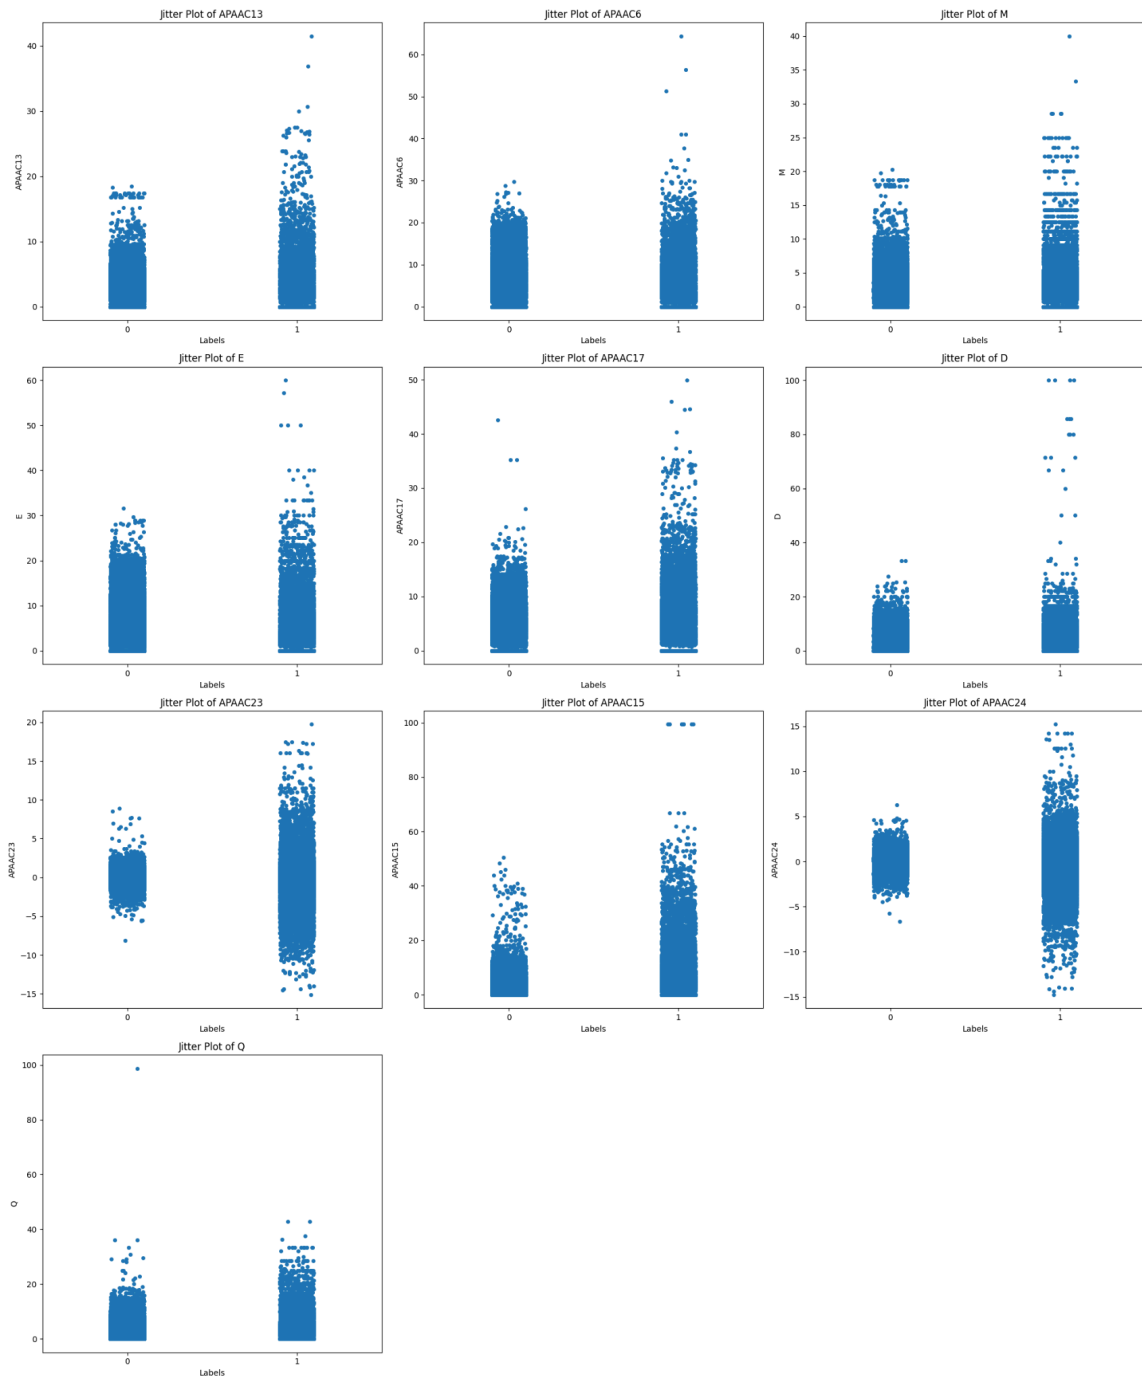 Jitter Plot of APAAC13
40
30
20
10
0
APAAC13
0 1
Labels
Jitter Plot of APAAC6
60
50
40
30
20
10
0
APAAC6
0 1
Labels
Jitter Plot of M
40
35
30
25
20
15
10
5
0
M
0 1
Labels
Jitter Plot of E
60
50
40
30
20
10
0
E
0 1
Labels
Jitter Plot of APAAC17
50
40
30
20
10
0
APAAC17
0 1
Labels
Jitter Plot of D
100
80
60
40
20
0
D
0 1
Labels
Jitter Plot of APAAC23
20
15
10
5
0
−5
−10
−15
APAAC23
0 1
Labels
Jitter Plot of APAAC15
100
80
60
40
20
0
APAAC15
0 1
Labels
Jitter Plot of APAAC24
15
10
5
0
−5
−10
−15
APAAC24
0 1
Labels
Jitter Plot of Q
100
80
60
40
20
0
Q
0 1
Labels